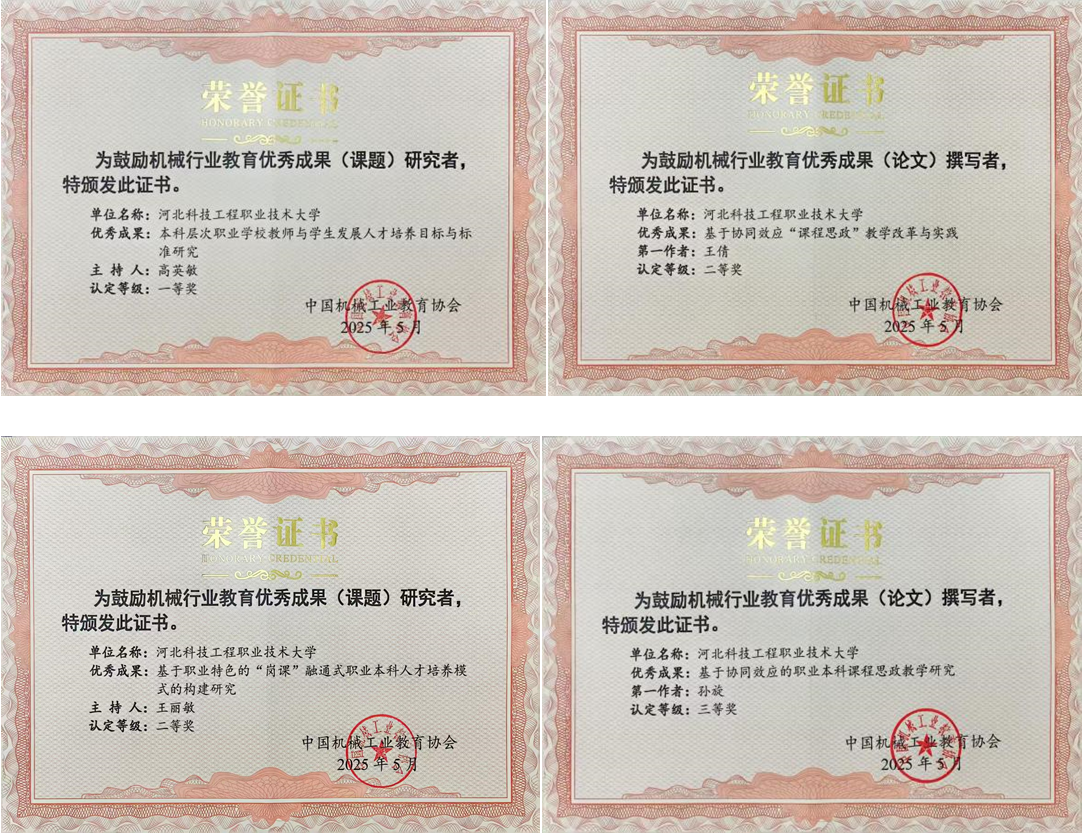 荣誉证书
HONORARY CREDENTIAL
为鼓励机械行业教育优秀成果（课题）研究者，
特颁发此证书。
单位名称：河北科技工程职业技术大学
优秀成果：本科层次职业学校教师与学生发展人才培养目标与标
准研究
主 持 人：高英敏
认定等级：一等奖
中国机械工业教育协会
2025 年 5 月
荣誉证书
HONORARY CREDENTIAL
为鼓励机械行业教育优秀成果（论文）撰写者，
特颁发此证书。
单位名称：河北科技工程职业技术大学
优秀成果：基于协同效应“课程思政”教学改革与实践
第一作者：王倩
认定等级：二等奖
中国机械工业教育协会
2025 年 5 月
荣誉证书
HONORARY CREDENTIAL
为鼓励机械行业教育优秀成果（课题）研究者，
特颁发此证书。
单位名称：河北科技工程职业技术大学
优秀成果：基于职业特色的“岗课”融通式职业本科人才培养模
式的构建研究
主 持 人：王丽敏
认定等级：二等奖
中国机械工业教育协会
2025 年 5 月
荣誉证书
HONORARY CREDENTIAL
为鼓励机械行业教育优秀成果（论文）撰写者，
特颁发此证书。
单位名称：河北科技工程职业技术大学
优秀成果：基于协同效应的职业本科课程思政教学研究
第一作者：孙旋
认定等级：三等奖
中国机械工业教育协会
2025 年 5 月